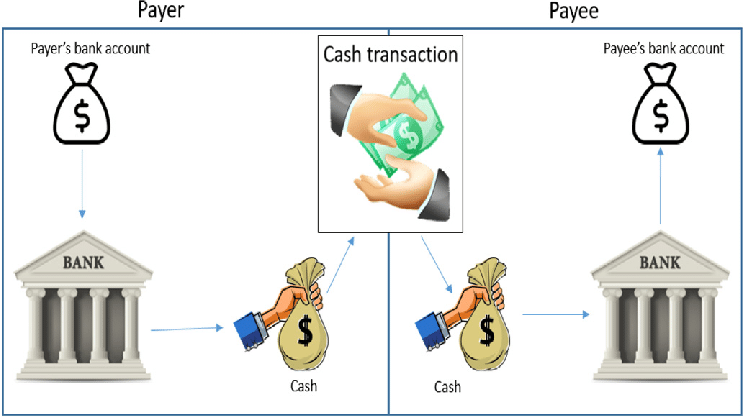 Payer
Payee
Payer's bank account
Cash transaction
Payee's bank account
$
$
$
BANK
BANK
$
$
Cash
Cash